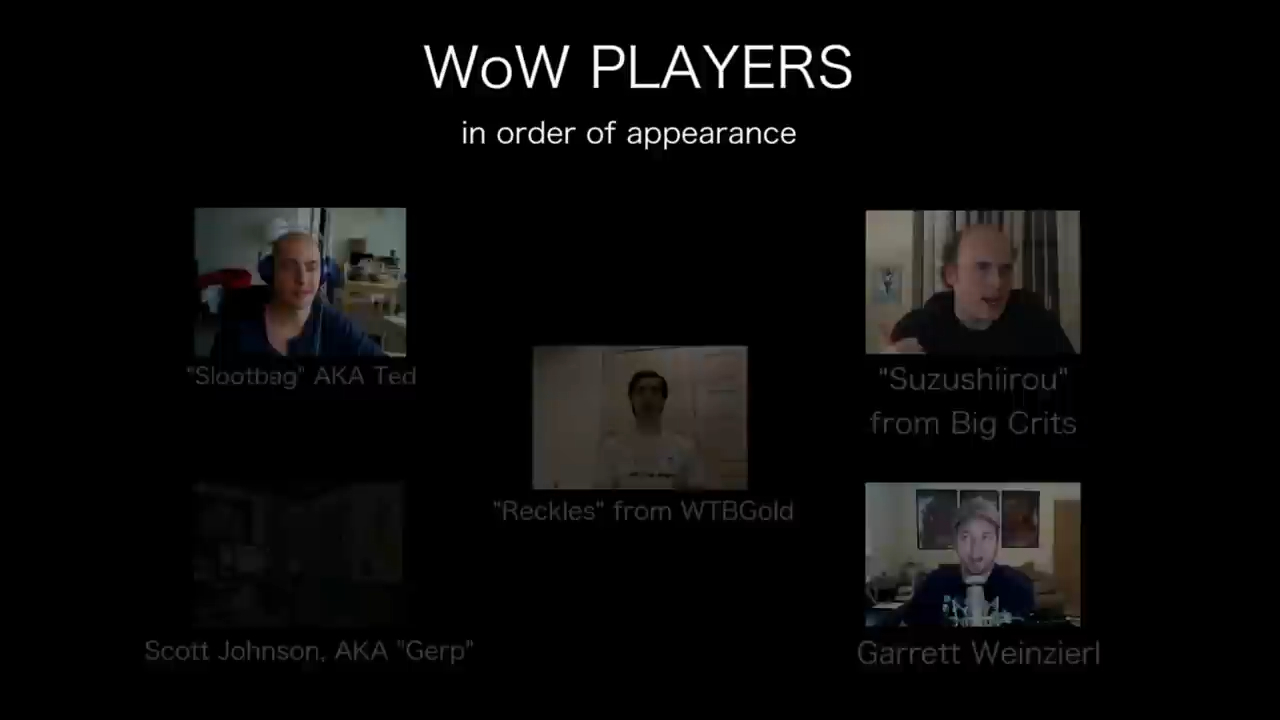 WoW PLAYERS
in order of appearance
"Slootbag" AKA Ted
"Suzushiirou"
from Big Crits
"Reckles" from WTBGold
Scott Johnson, AKA "Gerp"
Garrett Weinzierl